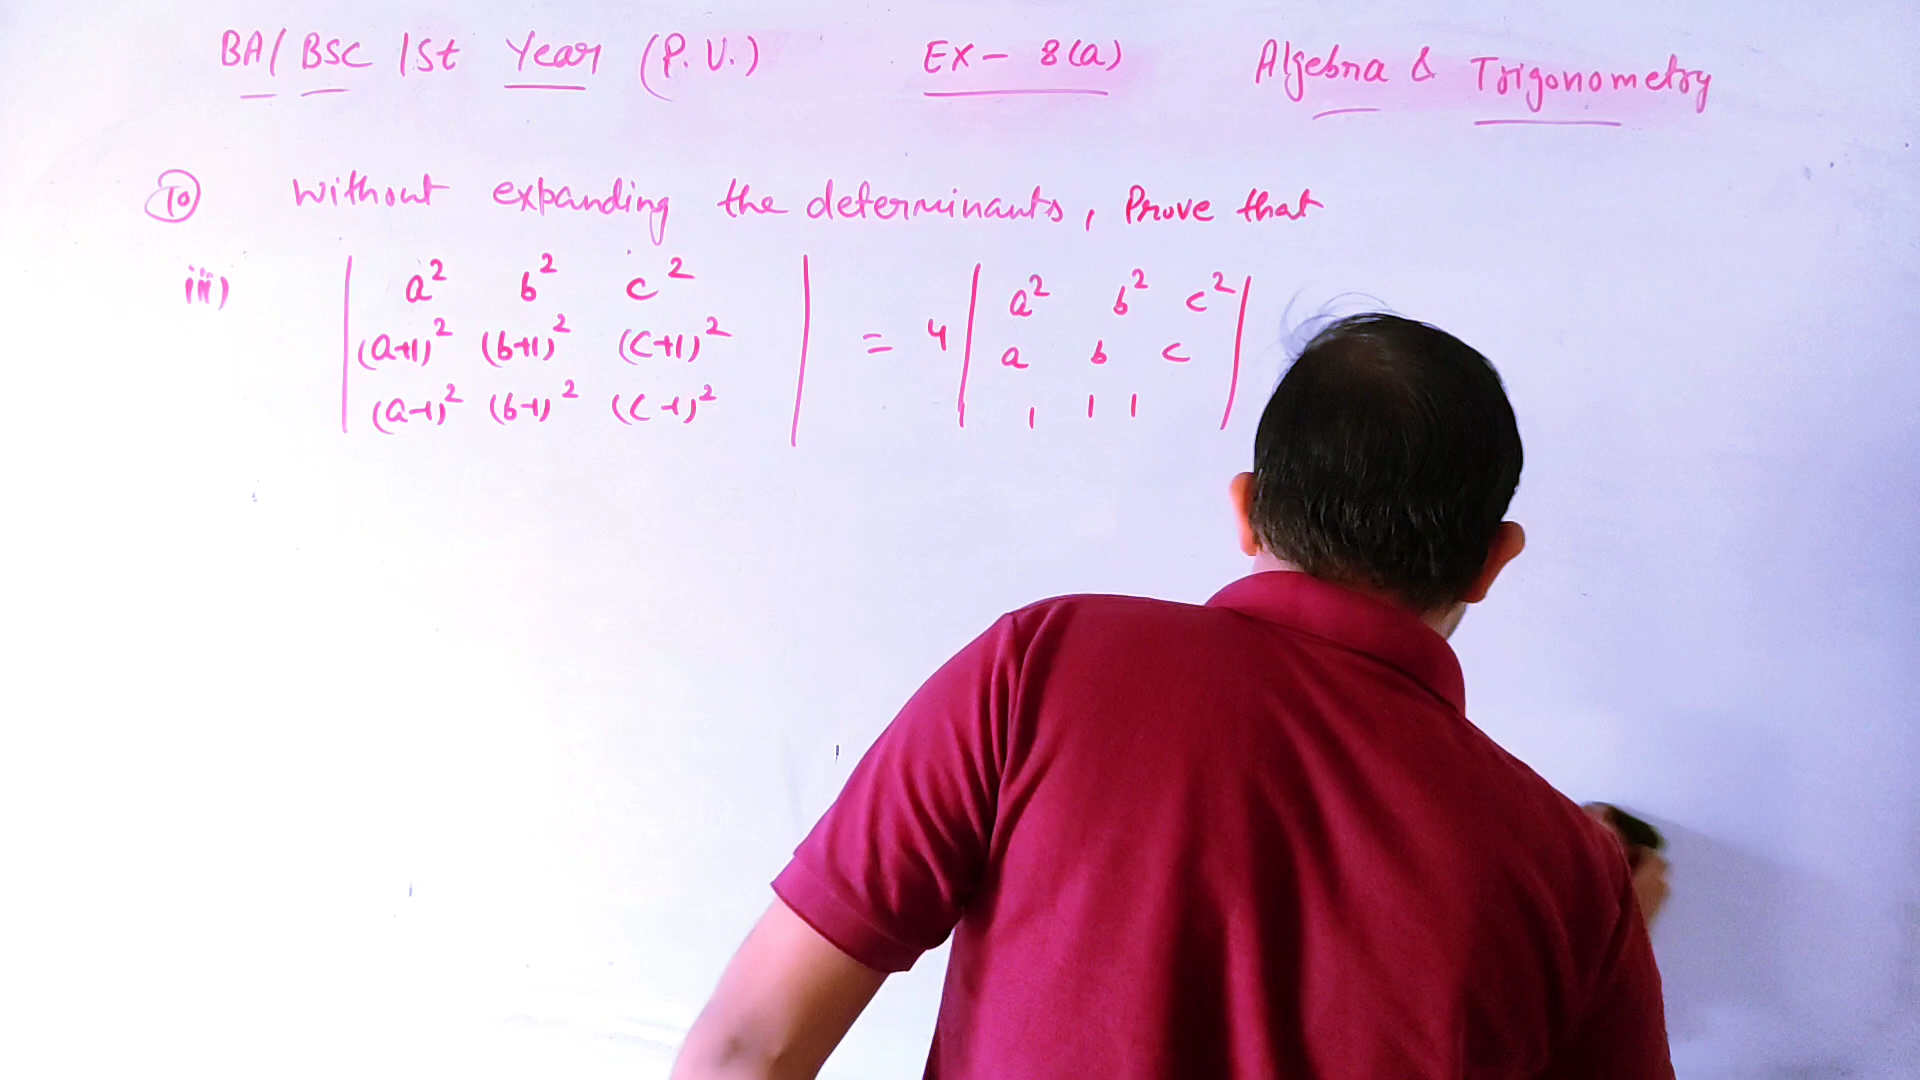 BA/BSC 1st Year (P.U.) EX- 8(a) Algebra & Trigonometry
10 Without expanding the determinants, Prove that
iii) | a² b² c² | = 4 | a² b² c² |
| (a+1)² (b+1)² (c+1)² | | a b c |
| (a-1)² (b-1)² (c-1)² | | 1 1 1 |